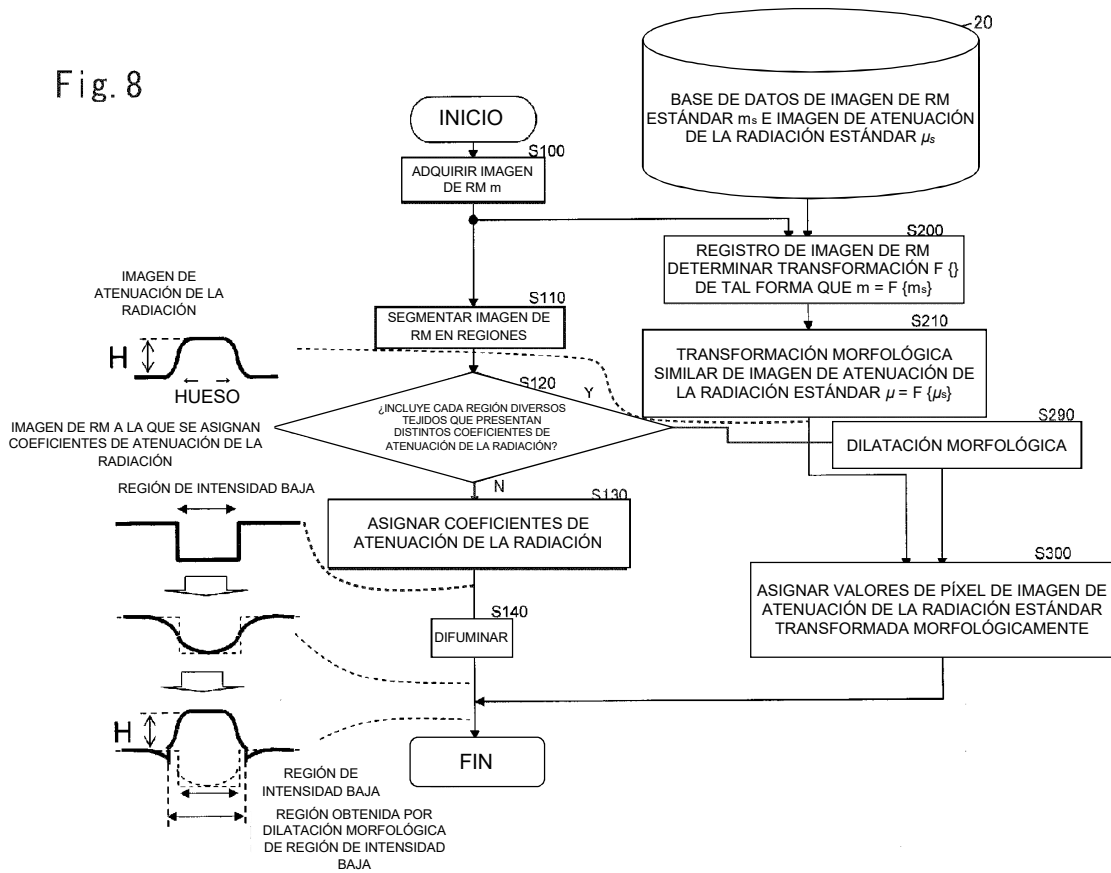 Fig. 8
20
BASE DE DATOS DE IMAGEN DE RM
ESTÁNDAR ms E IMAGEN DE ATENUACIÓN
DE LA RADIACIÓN ESTÁNDAR μs
INICIO
S100
ADQUIRIR IMAGEN
DE RM m
S200
REGISTRO DE IMAGEN DE RM
DETERMINAR TRANSFORMACIÓN F {}
DE TAL FORMA QUE m = F {ms}
IMAGEN DE
ATENUACIÓN DE LA
RADIACIÓN
H
HUESO
S110
SEGMENTAR IMAGEN DE
RM EN REGIONES
S210
TRANSFORMACIÓN MORFOLÓGICA
SIMILAR DE IMAGEN DE ATENUACIÓN DE
LA RADIACIÓN ESTÁNDAR μ = F {μs}
S120
Y
¿INCLUYE CADA REGIÓN DIVERSOS
TEJIDOS QUE PRESENTAN
DISTINTOS COEFICIENTES DE
ATENUACIÓN DE LA RADIACIÓN?
N
S290
DILATACIÓN MORFOLÓGICA
IMAGEN DE RM A LA QUE SE ASIGNAN
COEFICIENTES DE ATENUACIÓN DE LA
RADIACIÓN
REGIÓN DE INTENSIDAD BAJA
S130
ASIGNAR COEFICIENTES DE
ATENUACIÓN DE LA RADIACIÓN
S300
ASIGNAR VALORES DE PÍXEL DE IMAGEN DE
ATENUACIÓN DE LA RADIACIÓN ESTÁNDAR
TRANSFORMADA MORFOLÓGICAMENTE
S140
DIFUMINAR
H
FIN
REGIÓN DE
INTENSIDAD BAJA
REGIÓN OBTENIDA POR
DILATACIÓN MORFOLÓGICA
DE REGIÓN DE INTENSIDAD
BAJA